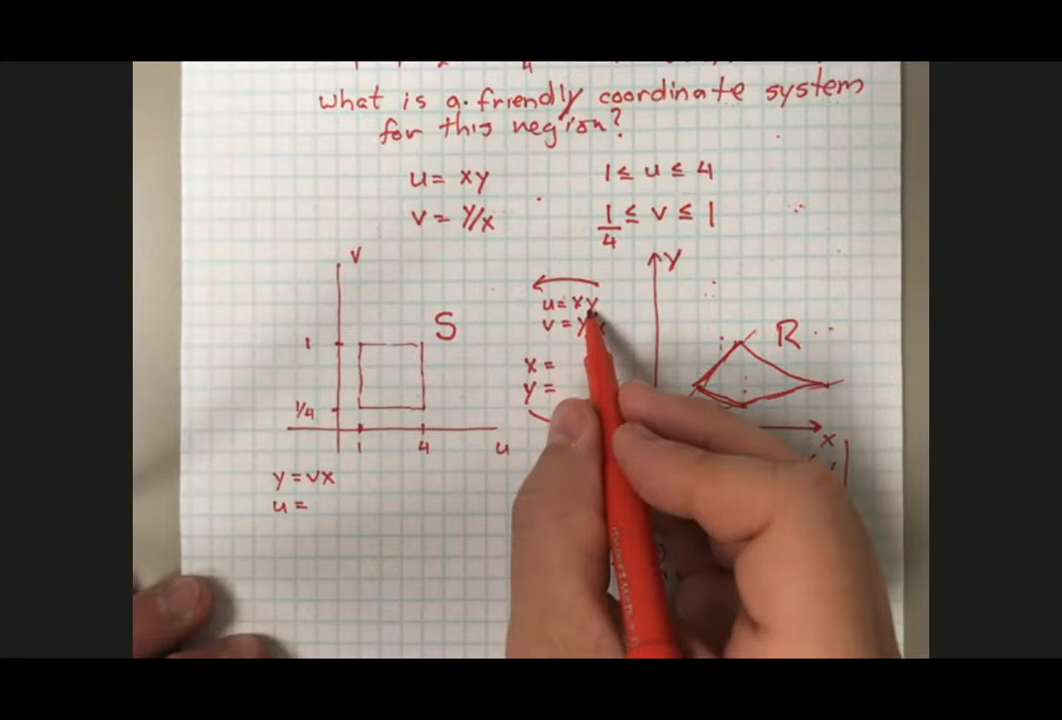 what is a friendly coordinate system
for this region?
u = xy
1 ≤ u ≤ 4
v = y/x
1/4 ≤ v ≤ 1
v
y
u = xy
v = y
S
R
1
x =
y =
1/4
1
4
u
x
y = vx
u =